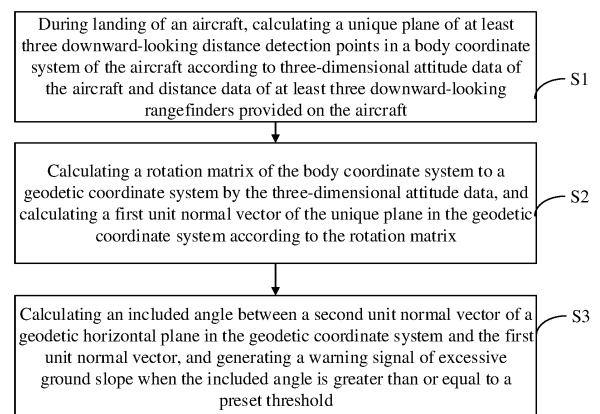 During landing of an aircraft, calculating a unique plane of at least
three downward-looking distance detection points in a body coordinate
system of the aircraft according to three-dimensional attitude data of
the aircraft and distance data of at least three downward-looking
rangefinders provided on the aircraft
S1
Calculating a rotation matrix of the body coordinate system to a
geodetic coordinate system by the three-dimensional attitude data, and
calculating a first unit normal vector of the unique plane in the geodetic
coordinate system according to the rotation matrix
S2
Calculating an included angle between a second unit normal vector of a
geodetic horizontal plane in the geodetic coordinate system and the first
unit normal vector, and generating a warning signal of excessive
ground slope when the included angle is greater than or equal to a
preset threshold
S3